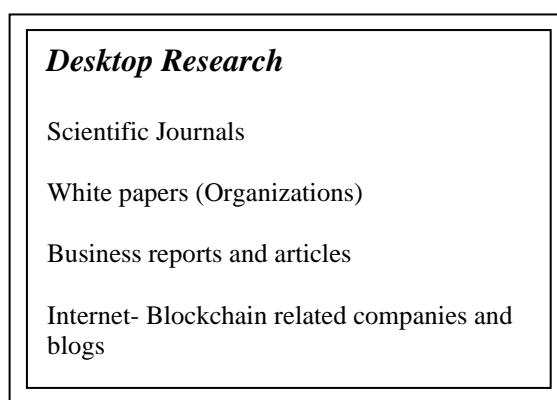 Desktop Research
Scientific Journals
White papers (Organizations)
Business reports and articles
Internet- Blockchain related companies and
blogs